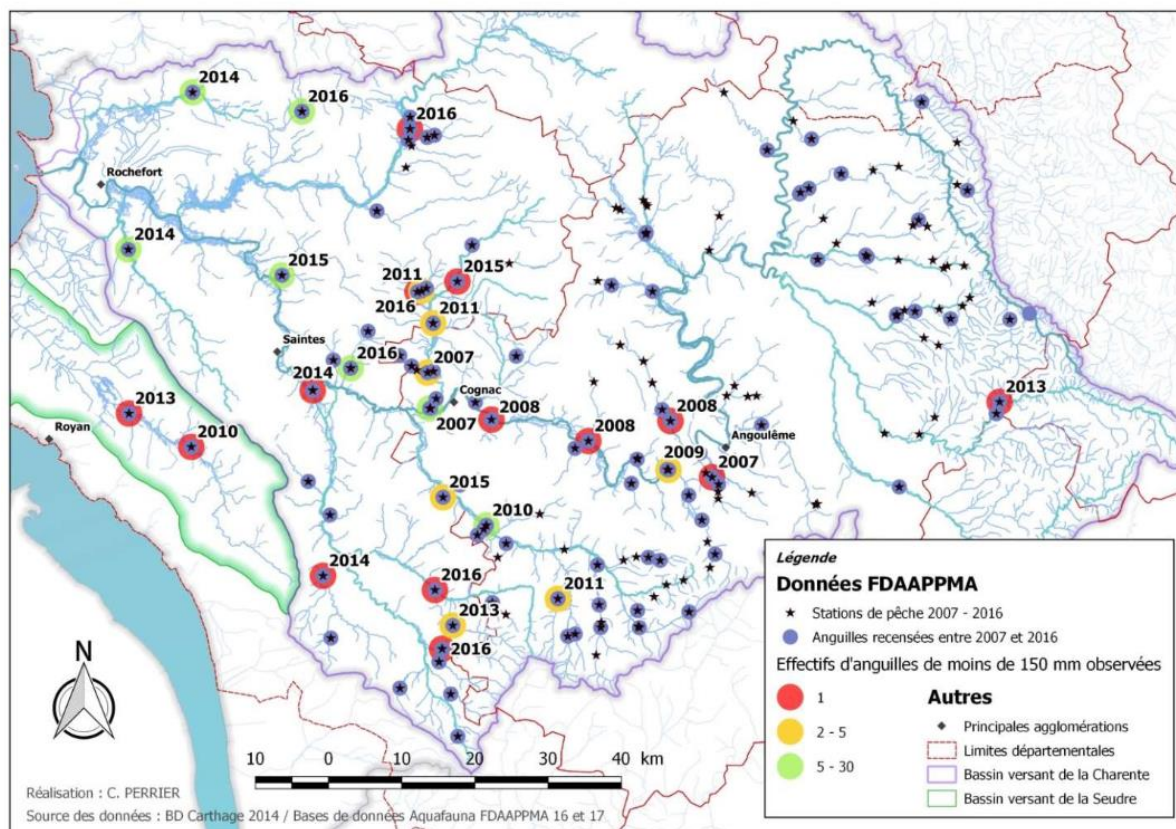 2014
2016
2016
Rochefort
2014
2015
2011
2015
2016
2011
Saintes
2016
2007
2014
Cognac
2013
2007
2008
2008
2013
Royan
2010
2008
Angoulême
2009
2007
2015
2010
2014
2016
2011
2013
2016
N
10 0 10 20 30 40 km
Réalisation : C. PERRIER
Source des données : BD Carthage 2014 / Bases de données Aquafauna FDAAPPMA 16 et 17
Légende
Données FDAAPPMA
Stations de pêche 2007 - 2016
Anguilles recensées entre 2007 et 2016
Effectifs d'anguilles de moins de 150 mm observées
1
2 - 5
5 - 30
Autres
Principales agglomérations
Limites départementales
Bassin versant de la Charente
Bassin versant de la Seudre